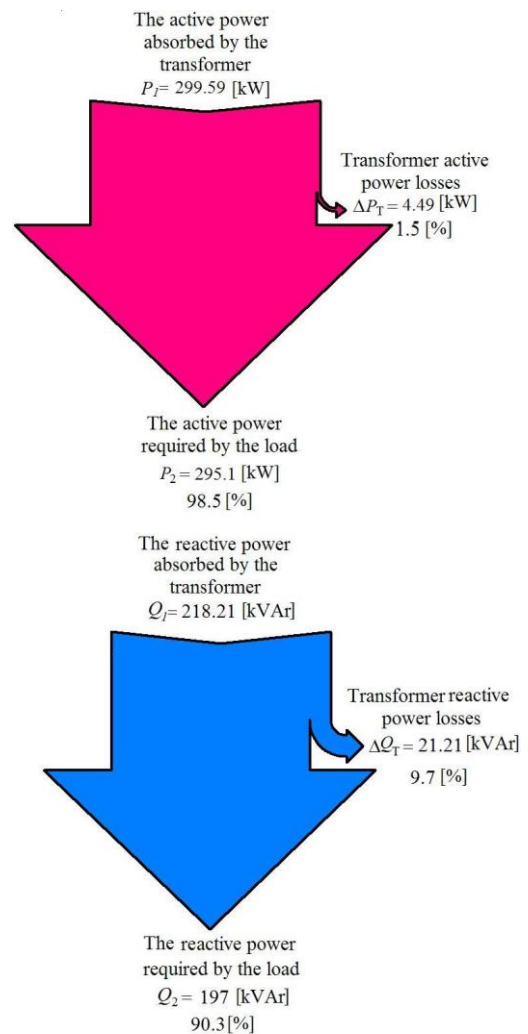 The active power
absorbed by the
transformer
P1= 299.59 [kW]
Transformer active
power losses
ΔPT = 4.49 [kW]
1.5 [%]
The active power
required by the load
P2 = 295.1 [kW]
98.5 [%]
The reactive power
absorbed by the
transformer
Q1= 218.21 [kVAr]
Transformer reactive
power losses
ΔQT = 21.21 [kVAr]
9.7 [%]
The reactive power
required by the load
Q2 = 197 [kVAr]
90.3 [%]